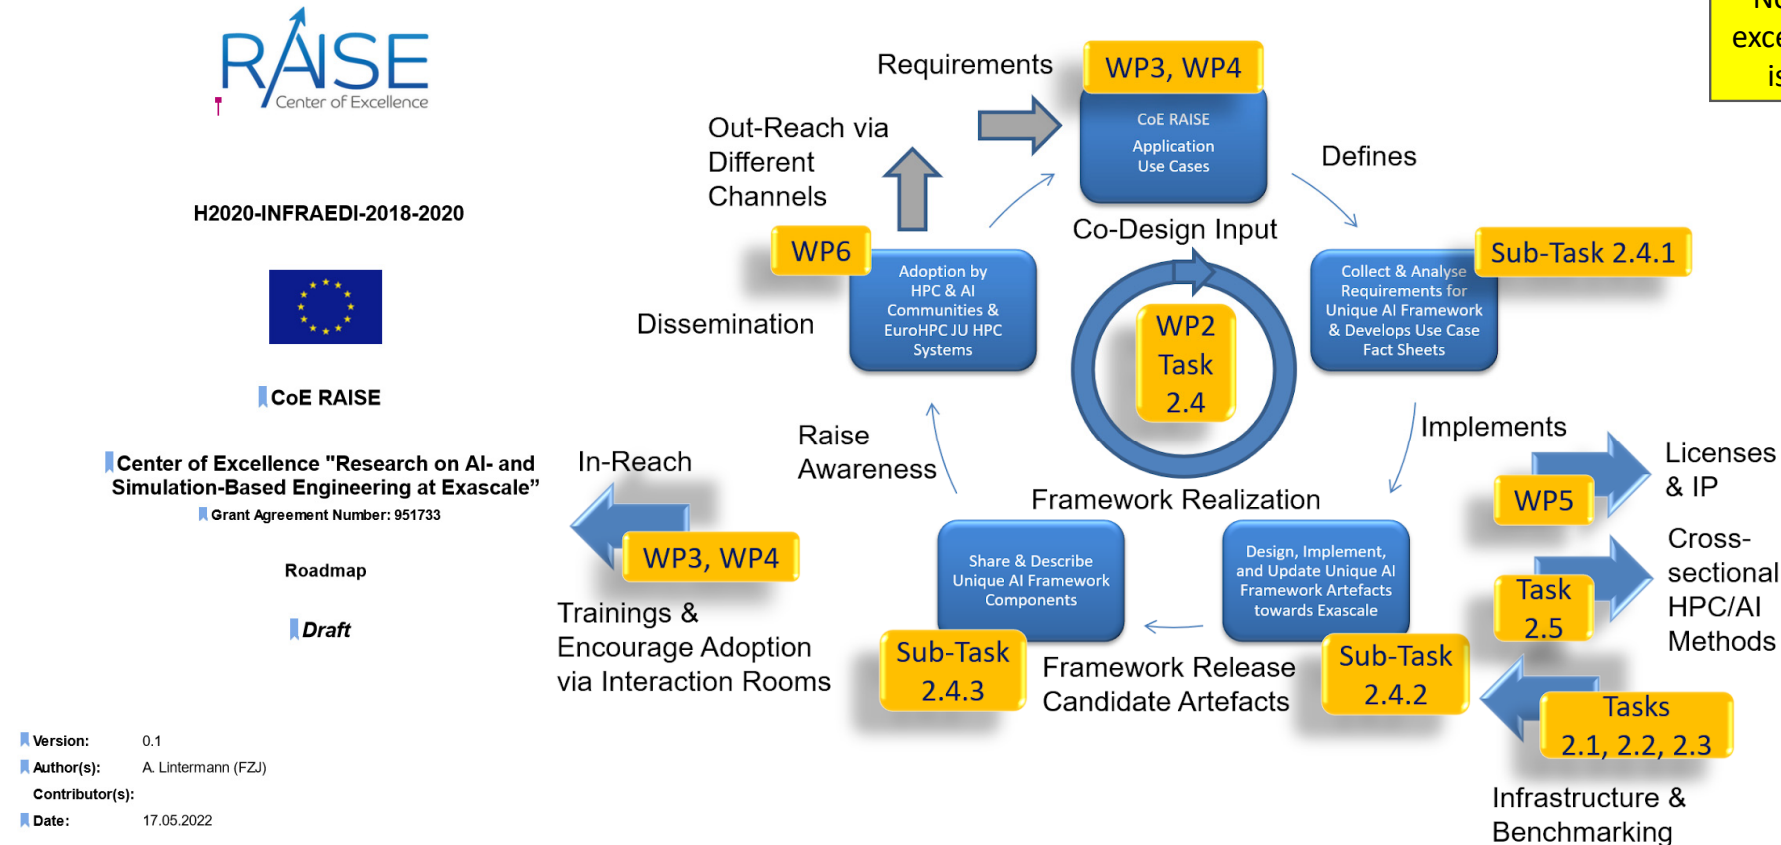 RAISE
Center of Excellence
H2020-INFRAEDI-2018-2020
CoE RAISE
Center of Excellence "Research on AI- and
Simulation-Based Engineering at Exascale”
Grant Agreement Number: 951733
Roadmap
Draft
Version: 0.1
Author(s): A. Lintermann (FZJ)
Contributor(s):
Date: 17.05.2022
Requirements
WP3, WP4
CoE RAISE
Application
Use Cases
Out-Reach via
Different
Channels
Defines
Co-Design Input
WP6
Adoption by
HPC & AI
Communities &
EuroHPC JU HPC
Systems
Dissemination
Sub-Task 2.4.1
Collect & Analyse
Requirements for
Unique AI Framework
& Develops Use Case
Fact Sheets
WP2
Task
2.4
Raise
Awareness
Implements
Framework Realization
In-Reach
WP3, WP4
Trainings &
Encourage Adoption
via Interaction Rooms
Share & Describe
Unique AI Framework
Components
Sub-Task
2.4.3
Framework Release
Candidate Artefacts
Design, Implement,
and Update Unique AI
Framework Artefacts
towards Exascale
Sub-Task
2.4.2
WP5
Licenses
& IP
Task
2.5
Cross-
sectional
HPC/AI
Methods
Tasks
2.1, 2.2, 2.3
Infrastructure &
Benchmarking